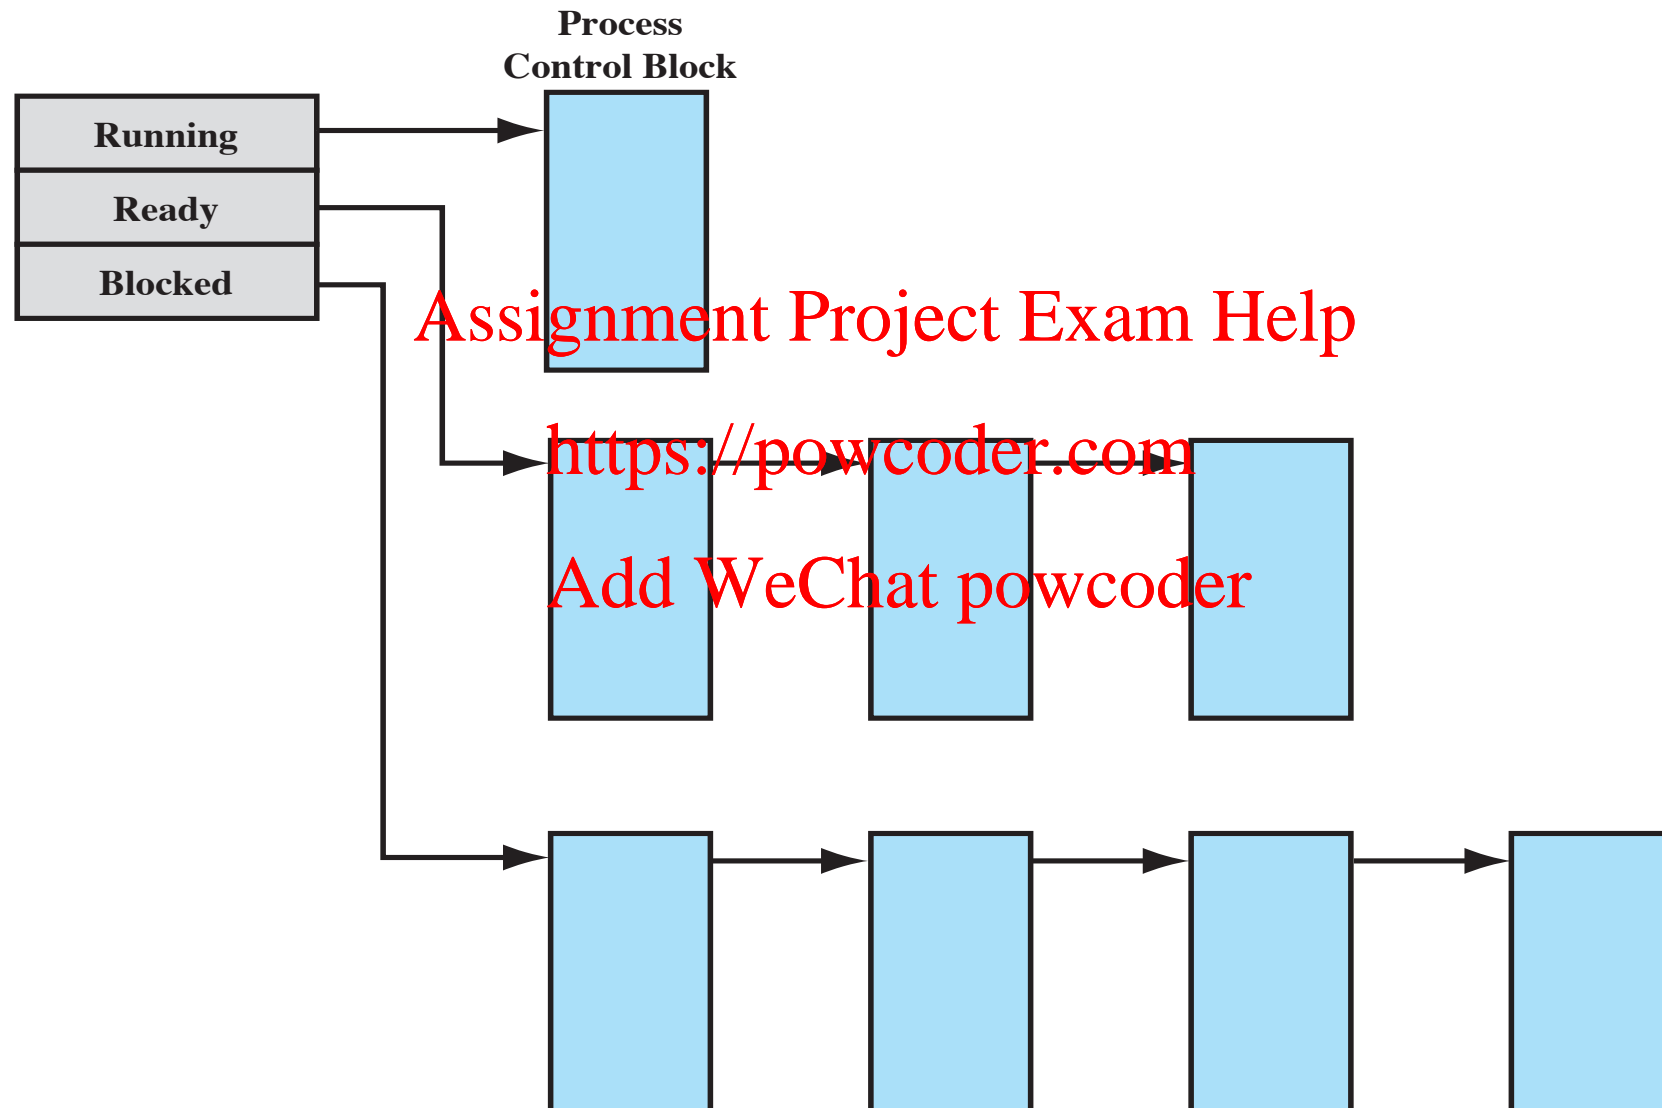 Process
Control Block
Running
Ready
Blocked
Assignment Project Exam Help
https://powcoder.com
Add WeChat powcoder